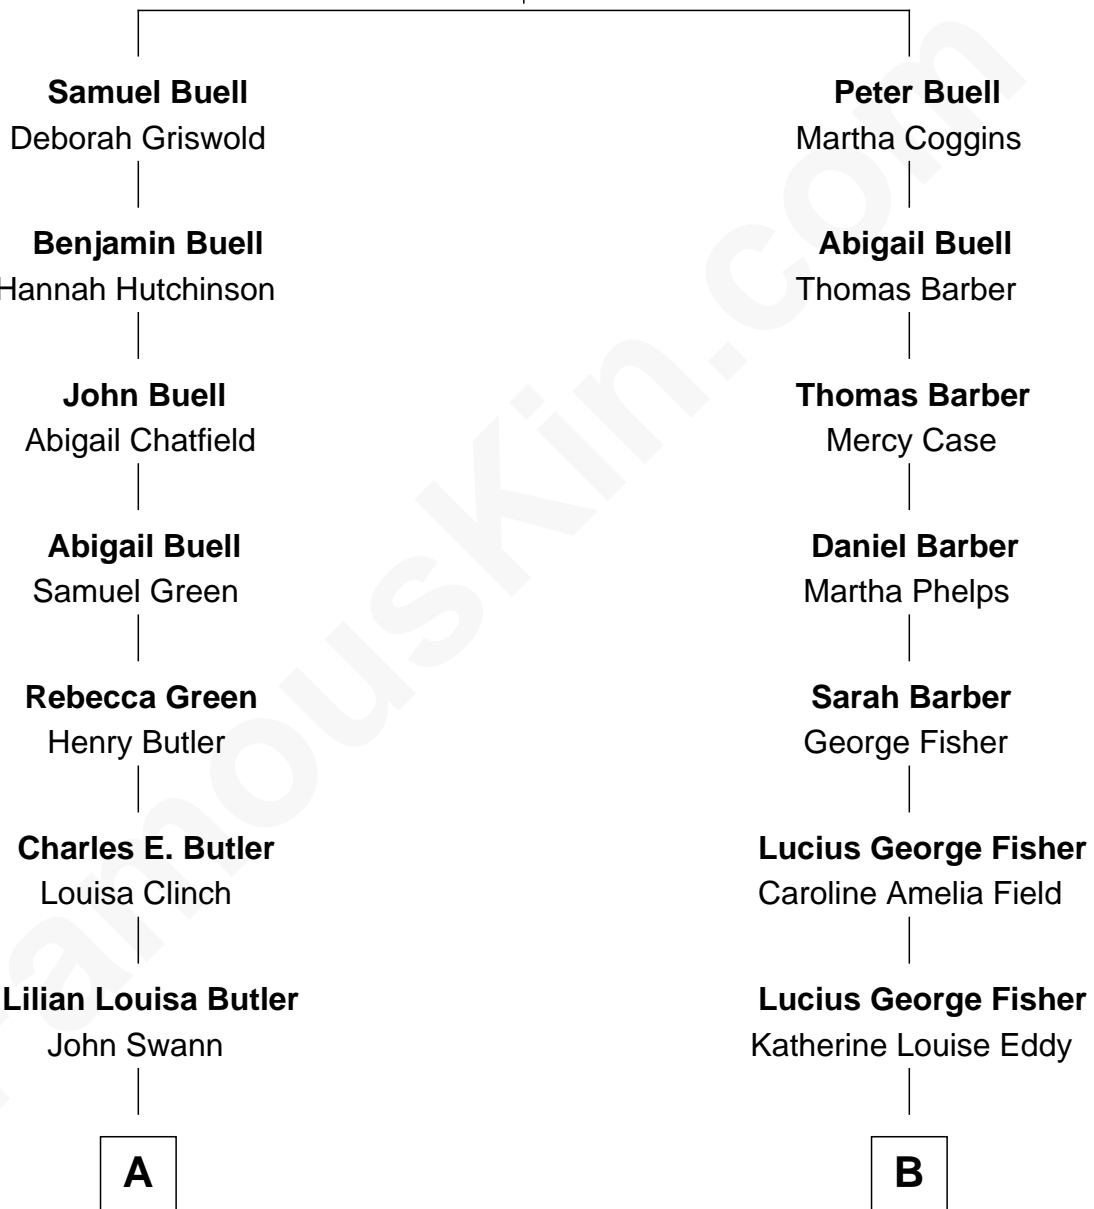 Samuel Buell
Deborah Griswold
Benjamin Buell
Hannah Hutchinson
John Buell
Abigail Chatfield
Abigail Buell
Samuel Green
Rebecca Green
Henry Butler
Charles E. Butler
Louisa Clinch
Lilian Louisa Butler
John Swann
A
Peter Buell
Martha Coggins
Abigail Buell
Thomas Barber
Thomas Barber
Mercy Case
Daniel Barber
Martha Phelps
Sarah Barber
George Fisher
Lucius George Fisher
Caroline Amelia Field
Lucius George Fisher
Katherine Louise Eddy
B
FamousKin.com